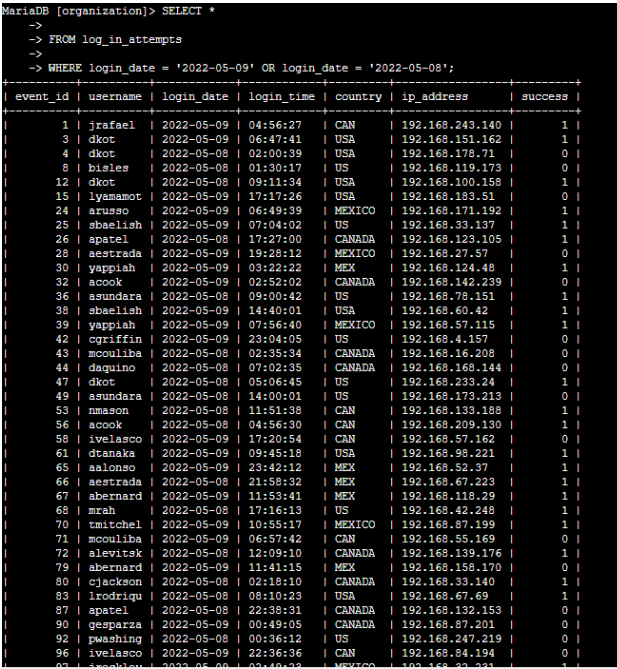 MariaDB [organization]> SELECT *
    ->
    -> FROM log_in_attempts
    ->
    -> WHERE login_date = '2022-05-09' OR login_date = '2022-05-08';
+----------+----------+------------+------------+---------+-----------------+---------+
| event_id | username | login_date | login_time | country | ip_address      | success |
+----------+----------+------------+------------+---------+-----------------+---------+
|        1 | jrafael  | 2022-05-09 | 04:56:27   | CAN     | 192.168.243.140 |       1 |
|        3 | dkot     | 2022-05-09 | 06:47:41   | USA     | 192.168.151.162 |       1 |
|        4 | dkot     | 2022-05-08 | 02:00:39   | USA     | 192.168.178.71  |       0 |
|        8 | bisles   | 2022-05-08 | 01:30:17   | US      | 192.168.119.173 |       0 |
|       12 | dkot     | 2022-05-08 | 09:11:34   | USA     | 192.168.100.158 |       1 |
|       15 | lyamamot | 2022-05-09 | 17:17:26   | USA     | 192.168.183.51  |       0 |
|       24 | arusso   | 2022-05-09 | 06:49:39   | MEXICO  | 192.168.171.192 |       1 |
|       25 | sbaelish | 2022-05-09 | 07:04:02   | US      | 192.168.33.137  |       1 |
|       26 | apatel   | 2022-05-08 | 17:27:00   | CANADA  | 192.168.123.105 |       1 |
|       28 | aestrada | 2022-05-09 | 19:28:12   | MEXICO  | 192.168.27.57   |       0 |
|       30 | yappiah  | 2022-05-09 | 03:22:22   | MEX     | 192.168.124.48  |       1 |
|       32 | acook    | 2022-05-09 | 02:52:02   | CANADA  | 192.168.142.239 |       0 |
|       36 | asundara | 2022-05-08 | 09:00:42   | US      | 192.168.78.151  |       1 |
|       38 | sbaelish | 2022-05-08 | 14:40:01   | USA     | 192.168.60.42   |       1 |
|       39 | yappiah  | 2022-05-09 | 07:56:40   | MEXICO  | 192.168.57.115  |       1 |
|       42 | cgriffin | 2022-05-09 | 23:04:05   | US      | 192.168.4.157   |       0 |
|       43 | mcouliba | 2022-05-08 | 02:35:34   | CANADA  | 192.168.16.208  |       0 |
|       44 | daquino  | 2022-05-08 | 07:02:35   | CANADA  | 192.168.168.144 |       0 |
|       47 | dkot     | 2022-05-08 | 05:06:45   | US      | 192.168.233.24  |       1 |
|       49 | asundara | 2022-05-08 | 14:00:01   | US      | 192.168.173.213 |       0 |
|       53 | nmason   | 2022-05-08 | 11:51:38   | CAN     | 192.168.133.188 |       1 |
|       56 | acook    | 2022-05-08 | 04:56:30   | CAN     | 192.168.209.130 |       1 |
|       58 | ivelasco | 2022-05-09 | 17:20:54   | CAN     | 192.168.57.162  |       0 |
|       61 | dtanaka  | 2022-05-09 | 09:45:18   | USA     | 192.168.98.221  |       1 |
|       65 | aalonso  | 2022-05-09 | 23:42:12   | MEX     | 192.168.52.37   |       1 |
|       66 | aestrada | 2022-05-08 | 21:58:32   | MEX     | 192.168.67.223  |       1 |
|       67 | abernard | 2022-05-09 | 11:53:41   | MEX     | 192.168.118.29  |       1 |
|       68 | mrah     | 2022-05-08 | 17:16:13   | US      | 192.168.42.248  |       1 |
|       70 | tmitchel | 2022-05-09 | 10:55:17   | MEXICO  | 192.168.87.199  |       1 |
|       71 | mcouliba | 2022-05-09 | 06:57:42   | CAN     | 192.168.55.169  |       0 |
|       72 | alevitsk | 2022-05-08 | 12:09:10   | CANADA  | 192.168.139.176 |       1 |
|       79 | abernard | 2022-05-09 | 11:41:15   | MEX     | 192.168.158.170 |       0 |
|       80 | cjackson | 2022-05-08 | 02:18:10   | CANADA  | 192.168.33.140  |       1 |
|       83 | lrodriqu | 2022-05-08 | 08:10:23   | USA     | 192.168.67.69   |       1 |
|       87 | apatel   | 2022-05-08 | 22:38:31   | CANADA  | 192.168.132.153 |       0 |
|       90 | gesparza | 2022-05-09 | 00:49:05   | CANADA  | 192.168.87.201  |       0 |
|       92 | pwashing | 2022-05-08 | 00:36:12   | US      | 192.168.247.219 |       0 |
|       96 | ivelasco | 2022-05-09 | 22:36:36   | CAN     | 192.168.84.194  |       0 |